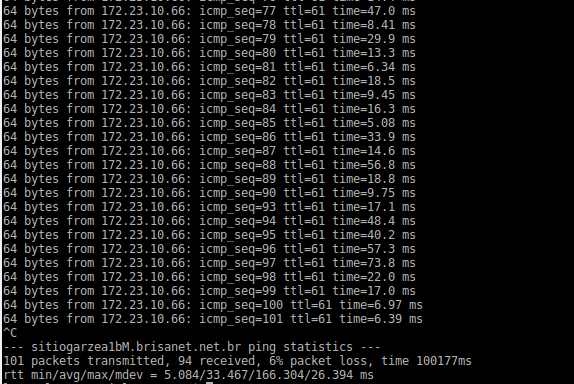 64 bytes from 172.23.10.66: icmp_seq=77 ttl=61 time=47.0 ms
64 bytes from 172.23.10.66: icmp_seq=78 ttl=61 time=8.41 ms
64 bytes from 172.23.10.66: icmp_seq=79 ttl=61 time=29.9 ms
64 bytes from 172.23.10.66: icmp_seq=80 ttl=61 time=13.3 ms
64 bytes from 172.23.10.66: icmp_seq=81 ttl=61 time=6.34 ms
64 bytes from 172.23.10.66: icmp_seq=82 ttl=61 time=18.5 ms
64 bytes from 172.23.10.66: icmp_seq=83 ttl=61 time=9.45 ms
64 bytes from 172.23.10.66: icmp_seq=84 ttl=61 time=16.3 ms
64 bytes from 172.23.10.66: icmp_seq=85 ttl=61 time=5.08 ms
64 bytes from 172.23.10.66: icmp_seq=86 ttl=61 time=33.9 ms
64 bytes from 172.23.10.66: icmp_seq=87 ttl=61 time=14.6 ms
64 bytes from 172.23.10.66: icmp_seq=88 ttl=61 time=56.8 ms
64 bytes from 172.23.10.66: icmp_seq=89 ttl=61 time=18.8 ms
64 bytes from 172.23.10.66: icmp_seq=90 ttl=61 time=9.75 ms
64 bytes from 172.23.10.66: icmp_seq=93 ttl=61 time=17.1 ms
64 bytes from 172.23.10.66: icmp_seq=94 ttl=61 time=48.4 ms
64 bytes from 172.23.10.66: icmp_seq=95 ttl=61 time=40.2 ms
64 bytes from 172.23.10.66: icmp_seq=96 ttl=61 time=57.3 ms
64 bytes from 172.23.10.66: icmp_seq=97 ttl=61 time=73.8 ms
64 bytes from 172.23.10.66: icmp_seq=98 ttl=61 time=22.0 ms
64 bytes from 172.23.10.66: icmp_seq=99 ttl=61 time=17.0 ms
64 bytes from 172.23.10.66: icmp_seq=100 ttl=61 time=6.97 ms
64 bytes from 172.23.10.66: icmp_seq=101 ttl=61 time=6.39 ms
^C
--- sitiogarzea1bM.brisanet.net.br ping statistics ---
101 packets transmitted, 94 received, 6% packet loss, time 100177ms
rtt min/avg/max/mdev = 5.084/33.467/166.304/26.394 ms